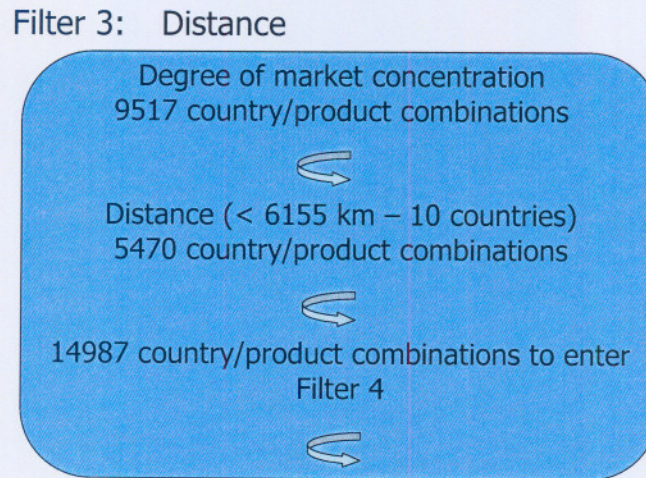 Filter 3: Distance
Degree of market concentration
9517 country/product combinations
Distance (< 6155 km – 10 countries)
5470 country/product combinations
14987 country/product combinations to enter
Filter 4